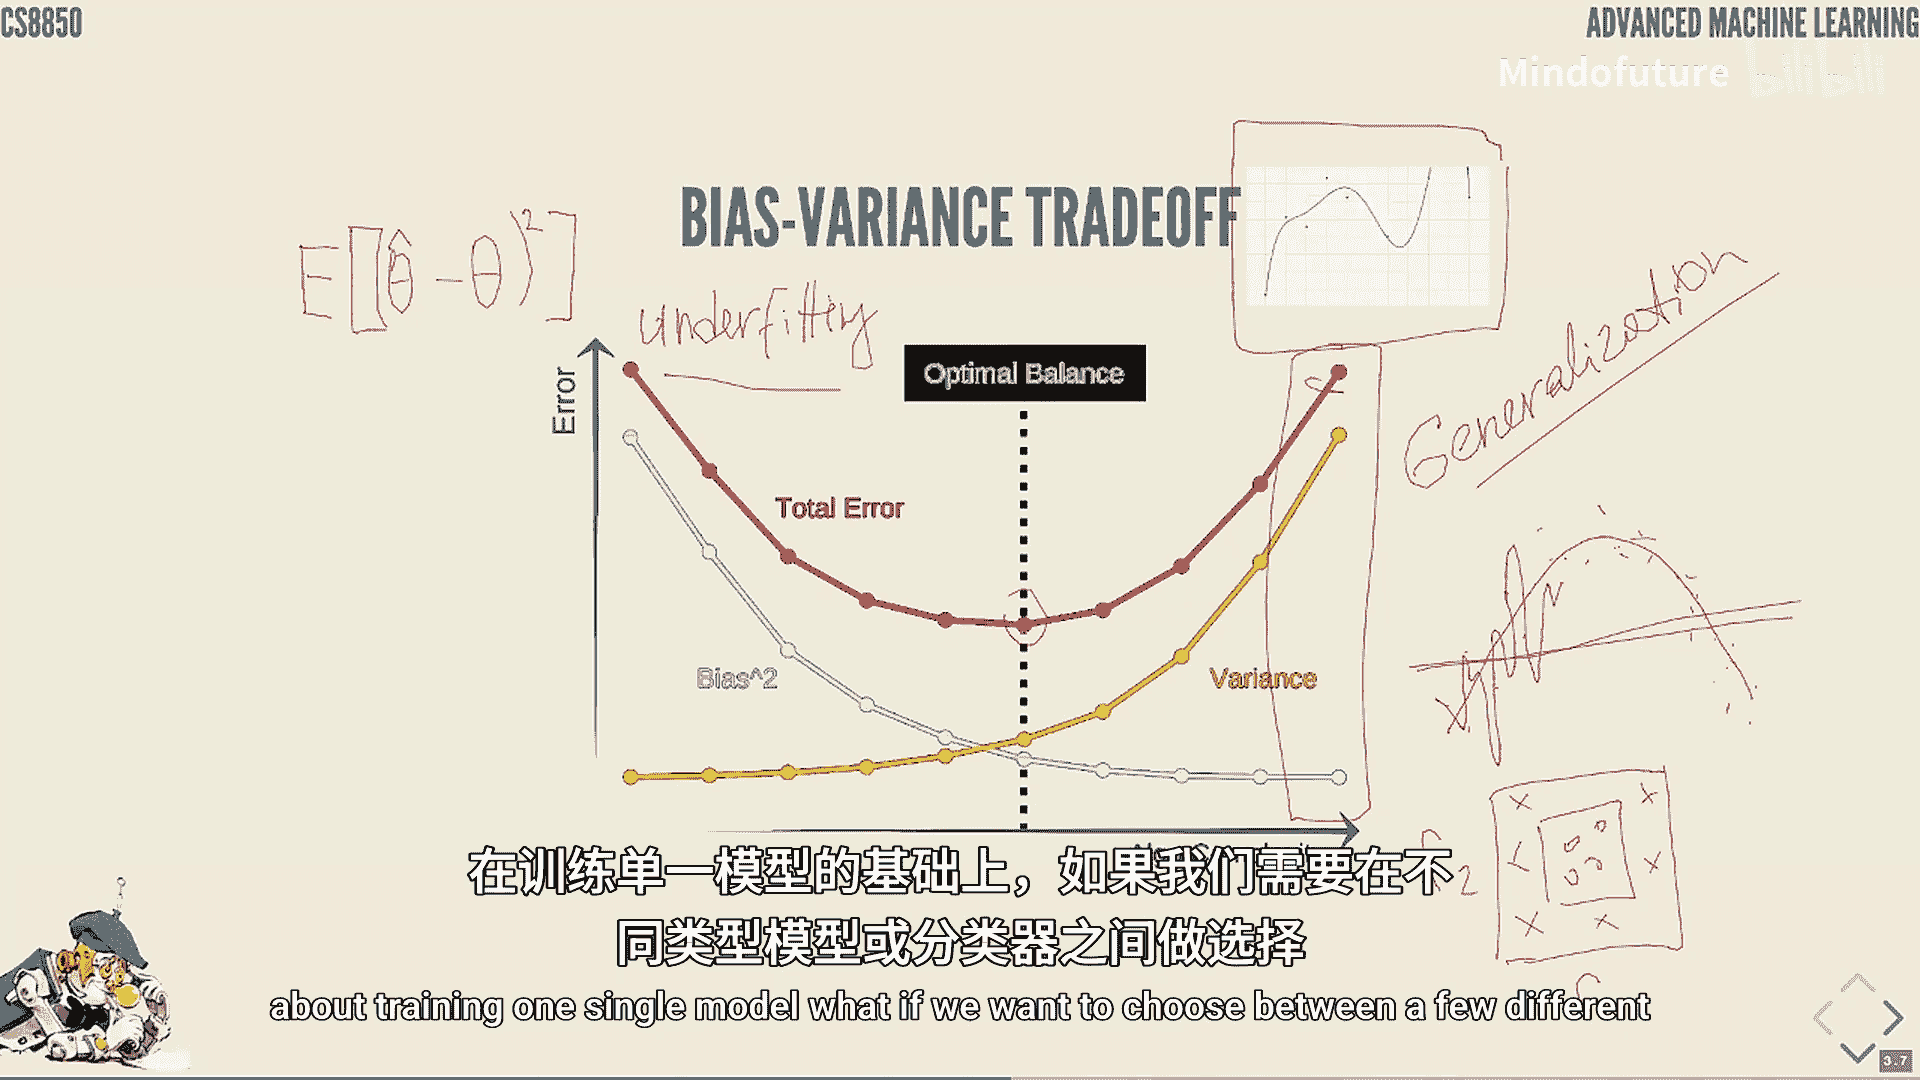 CS8850
ADVANCED MACHINE LEARNING
Mindofuture bilibili
BIAS-VARIANCE TRADEOFF
E[(θ̂ - θ)²]
underfitting
Generalization
Optimal Balance
Error
Total Error
Bias^2
Variance
在训练单一模型的基础上，如果我们需要在不
同类型模型或分类器之间做选择
about training one single model what if we want to choose between a few different